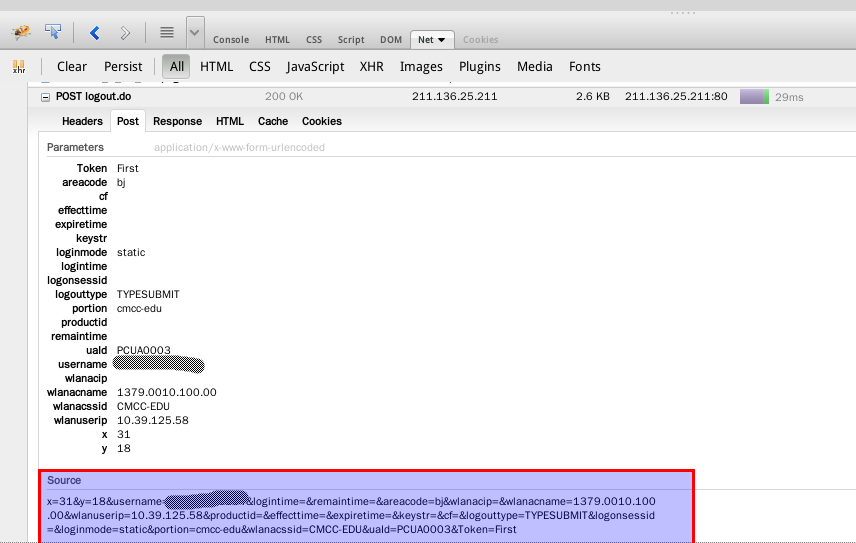 Console HTML CSS Script DOM Net Cookies
xhr Clear Persist All HTML CSS JavaScript XHR Images Plugins Media Fonts
POST logout.do 200 OK 211.136.25.211 2.6 KB 211.136.25.211:80 29ms
Headers Post Response HTML Cache Cookies
Parameters application/x-www-form-urlencoded
Token First
areacode bj
cf
effecttime
expiretime
keystr
loginmode static
logintime
logonsessid
logouttype TYPESUBMIT
portion cmcc-edu
productid
remaintime
uaId PCUA0003
username
wlanacip
wlanacname 1379.0010.100.00
wlanacssid CMCC-EDU
wlanuserip 10.39.125.58
x 31
y 18
Source
x=31&y=18&username= &logintime=&remaintime=&areacode=bj&wlanacip=&wlanacname=1379.0010.100
.00&wlanuserip=10.39.125.58&productid=&effecttime=&expiretime=&keystr=&cf=&logouttype=TYPESUBMIT&logonsessid
=&loginmode=static&portion=cmcc-edu&wlanacssid=CMCC-EDU&uaId=PCUA0003&Token=First